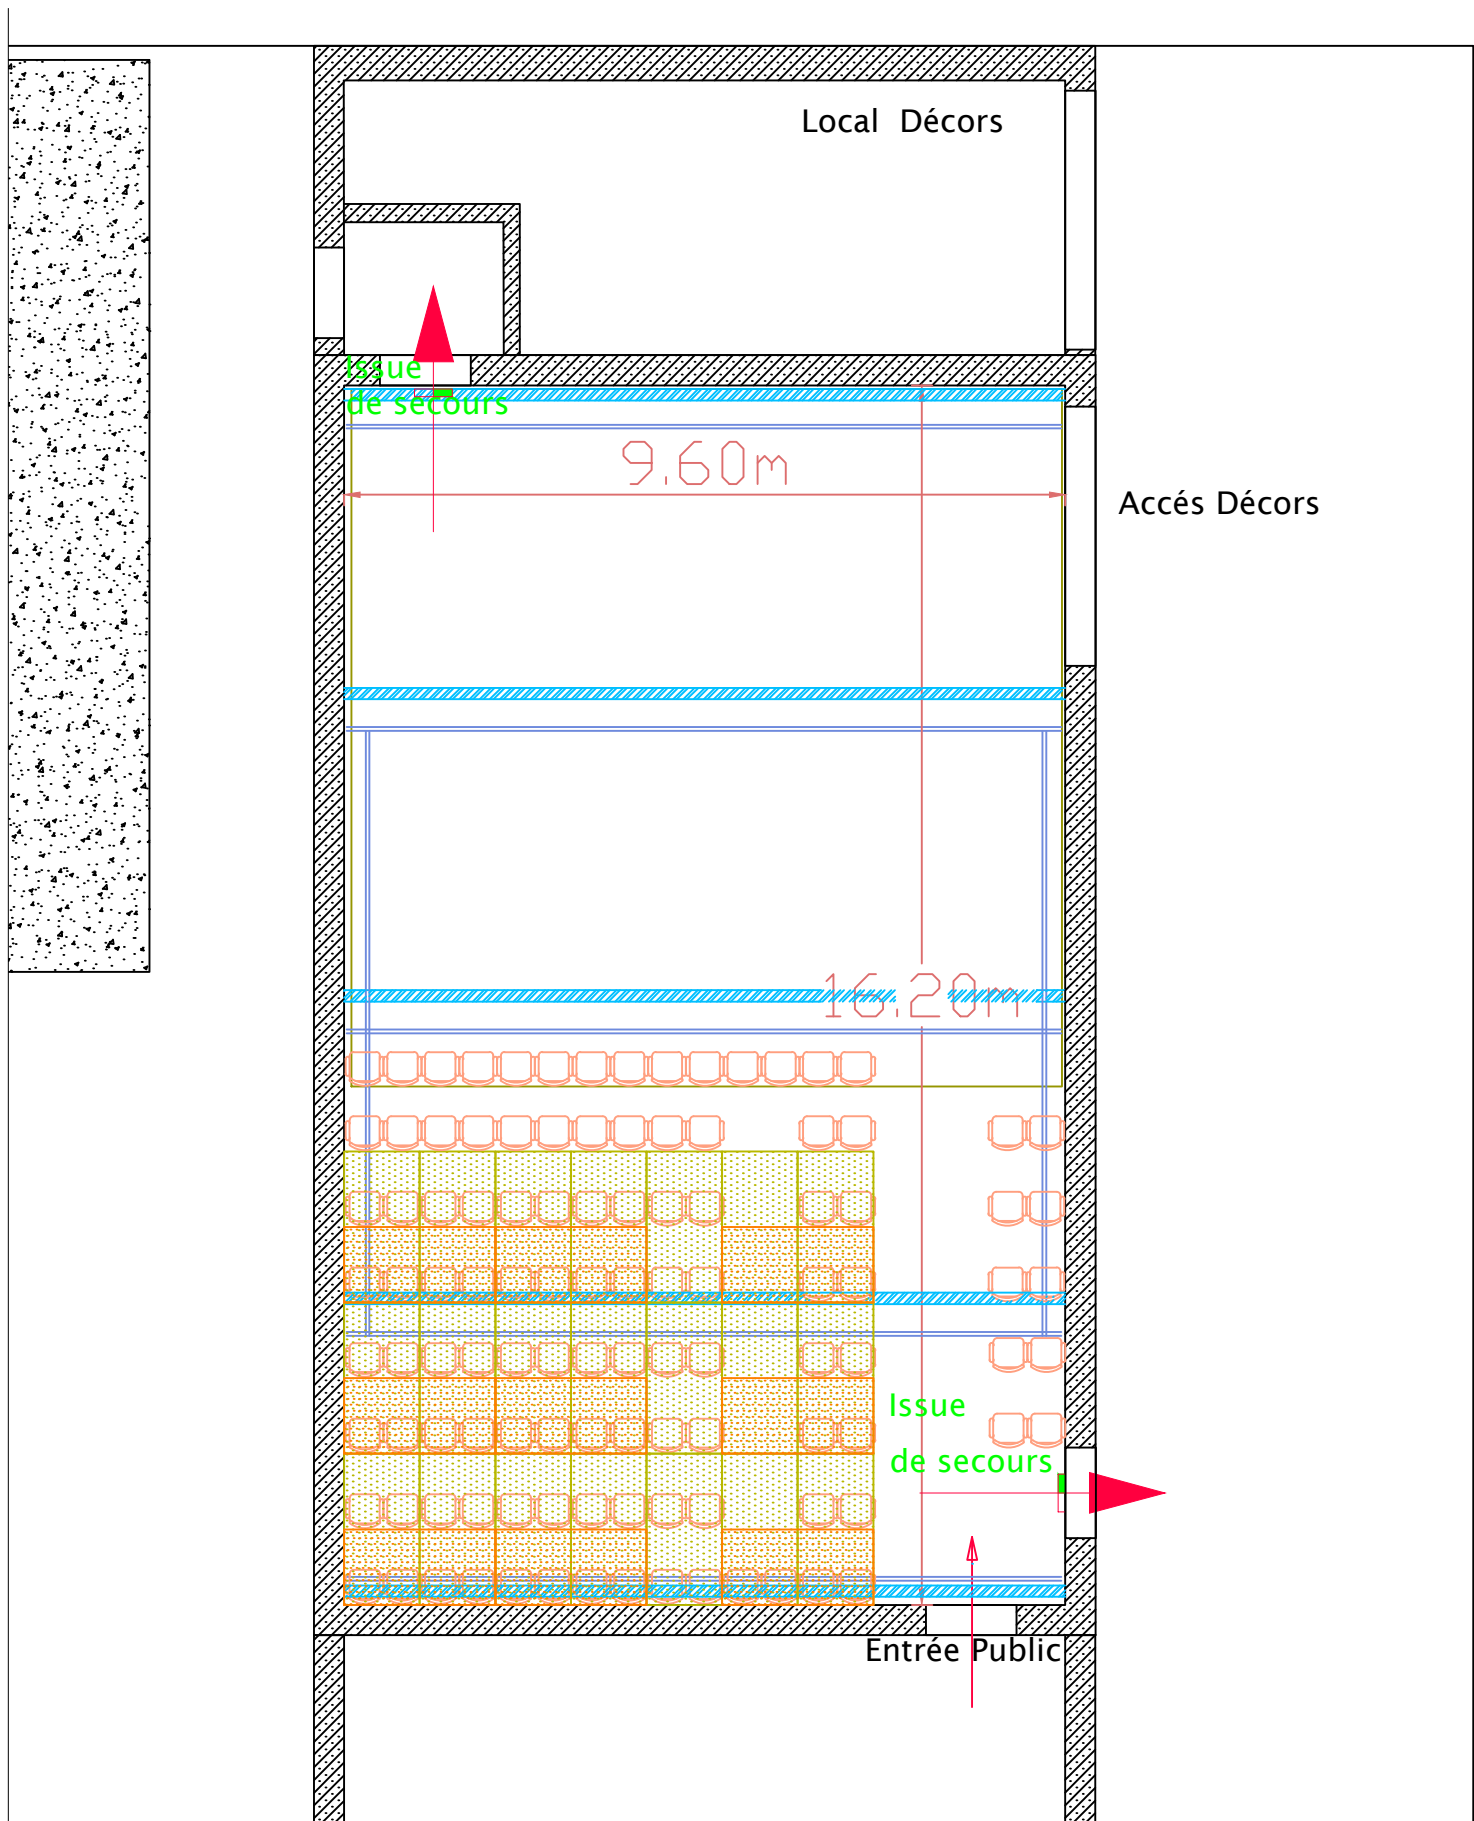 Local Décors
Issue
de secours
9.60m
Accés Décors
16.20m
Issue
de secours
Entrée Public